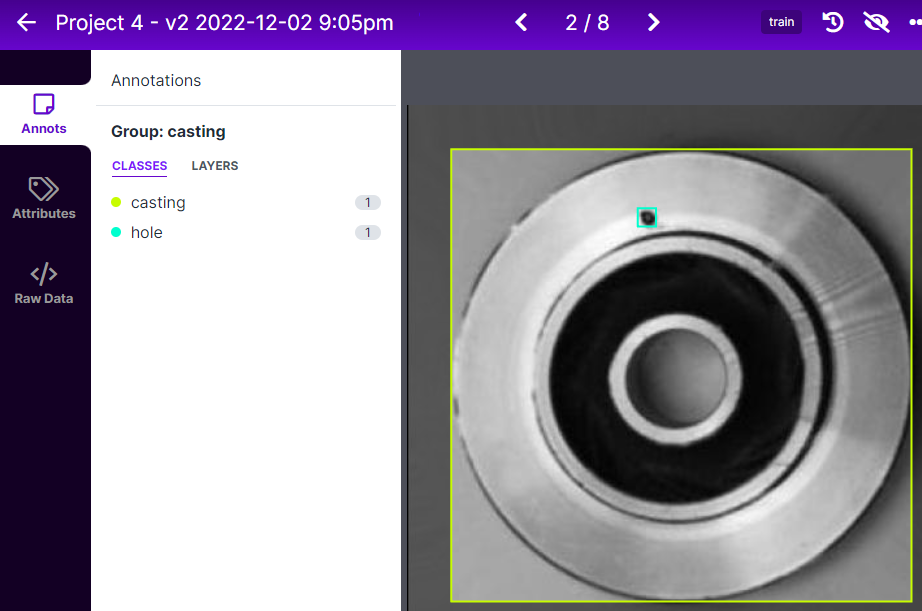 Project 4 - v2 2022-12-02 9:05pm
2 / 8
train
Annots
Attributes
Raw Data
Annotations
Group: casting
CLASSES LAYERS
casting 1
hole 1